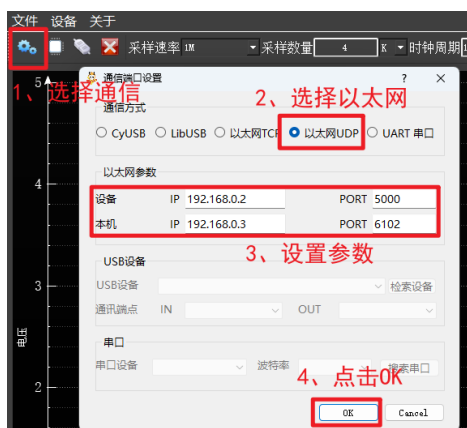 文件 设备 关于
采样速率 1M 采样数量 4 K 时钟周期
1、选择通信
通信端口设置 ? ×
通信方式
2、选择以太网
CyUSB LibUSB 以太网TCP 以太网UDP UART 串口
以太网参数
设备 IP 192.168.0.2 PORT 5000
本机 IP 192.168.0.3 PORT 6102
3、设置参数
USB设备
USB设备 检索设备
通讯端点 IN OUT
串口
串口设备 波特率 搜索串口
4、点击OK
OK Cancel
5
4
3
电压
2